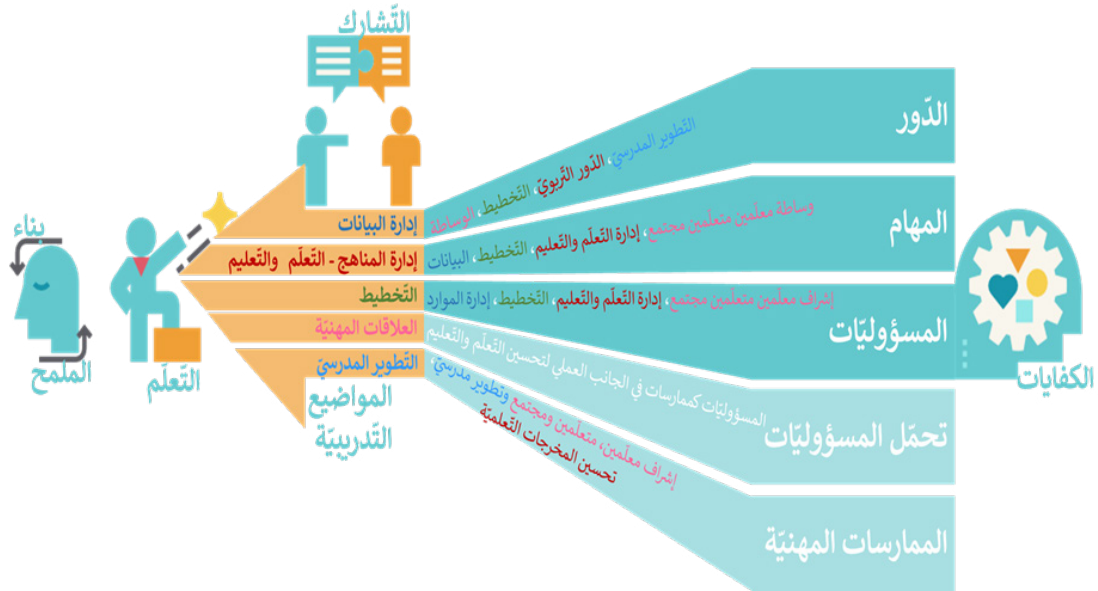 التّشارك
الدّور
التّطوير المدرسيّ، الدّور التّربويّ، التّخطيط، الوساطة
المهام
وساطة معلّمين متعلّمين مجتمع، إدارة التّعلّم والتّعليم، التّخطيط، البيانات
المسؤوليّات
إشراف معلّمين متعلّمين مجتمع، إدارة التّعلّم والتّعليم، التّخطيط، إدارة الموارد
تحمّل المسؤوليّات
المسؤوليّات كممارسات في الجانب العملي لتحسين التّعلّم والتّعليم
الممارسات المهنيّة
إشراف معلّمين، متعلّمين ومجتمع وتطوير مدرسيّ،
تحسين المخرجات التّعلميّة
الكفايات
إدارة البيانات
إدارة المناهج - التّعلّم والتّعليم
التّخطيط
العلاقات المهنيّة
التّطوير المدرسيّ
المواضيع
التّدريبيّة
التّعلّم
بناء
الملمح